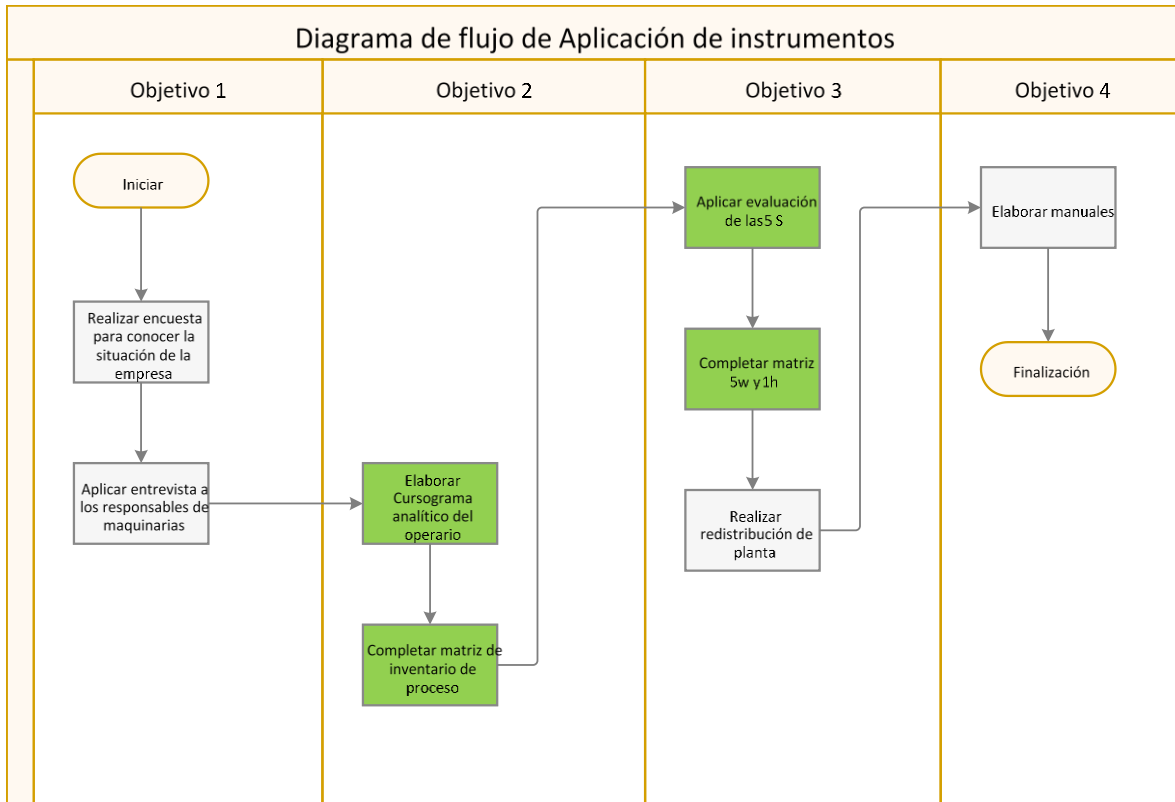 Diagrama de flujo de Aplicación de instrumentos
Objetivo 1
Objetivo 2
Objetivo 3
Objetivo 4
Iniciar
Realizar encuesta
para conocer la
situación de la
empresa
Aplicar entrevista a
los responsables de
maquinarias
Elaborar
Cursograma
analítico del
operario
Completar matriz de
inventario de
proceso
Aplicar evaluación
de las5 S
Completar matriz
5w y 1h
Realizar
redistribución de
planta
Elaborar manuales
Finalización